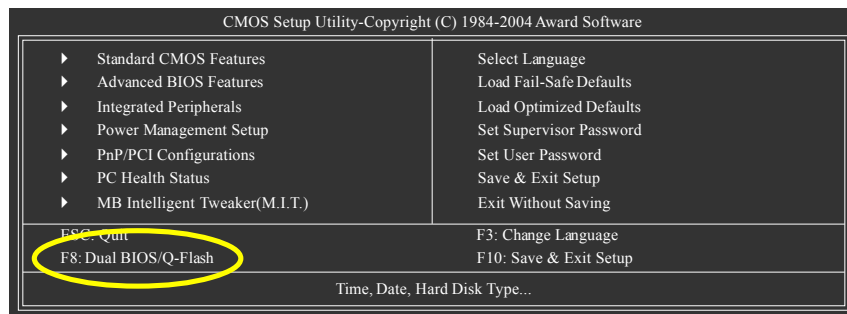 CMOS Setup Utility-Copyright (C) 1984-2004 Award Software
Standard CMOS Features
Advanced BIOS Features
Integrated Peripherals
Power Management Setup
PnP/PCI Configurations
PC Health Status
MB Intelligent Tweaker(M.I.T.)
Select Language
Load Fail-Safe Defaults
Load Optimized Defaults
Set Supervisor Password
Set User Password
Save & Exit Setup
Exit Without Saving
ESC: Quit
F8: Dual BIOS/Q-Flash
F3: Change Language
F10: Save & Exit Setup
Time, Date, Hard Disk Type...